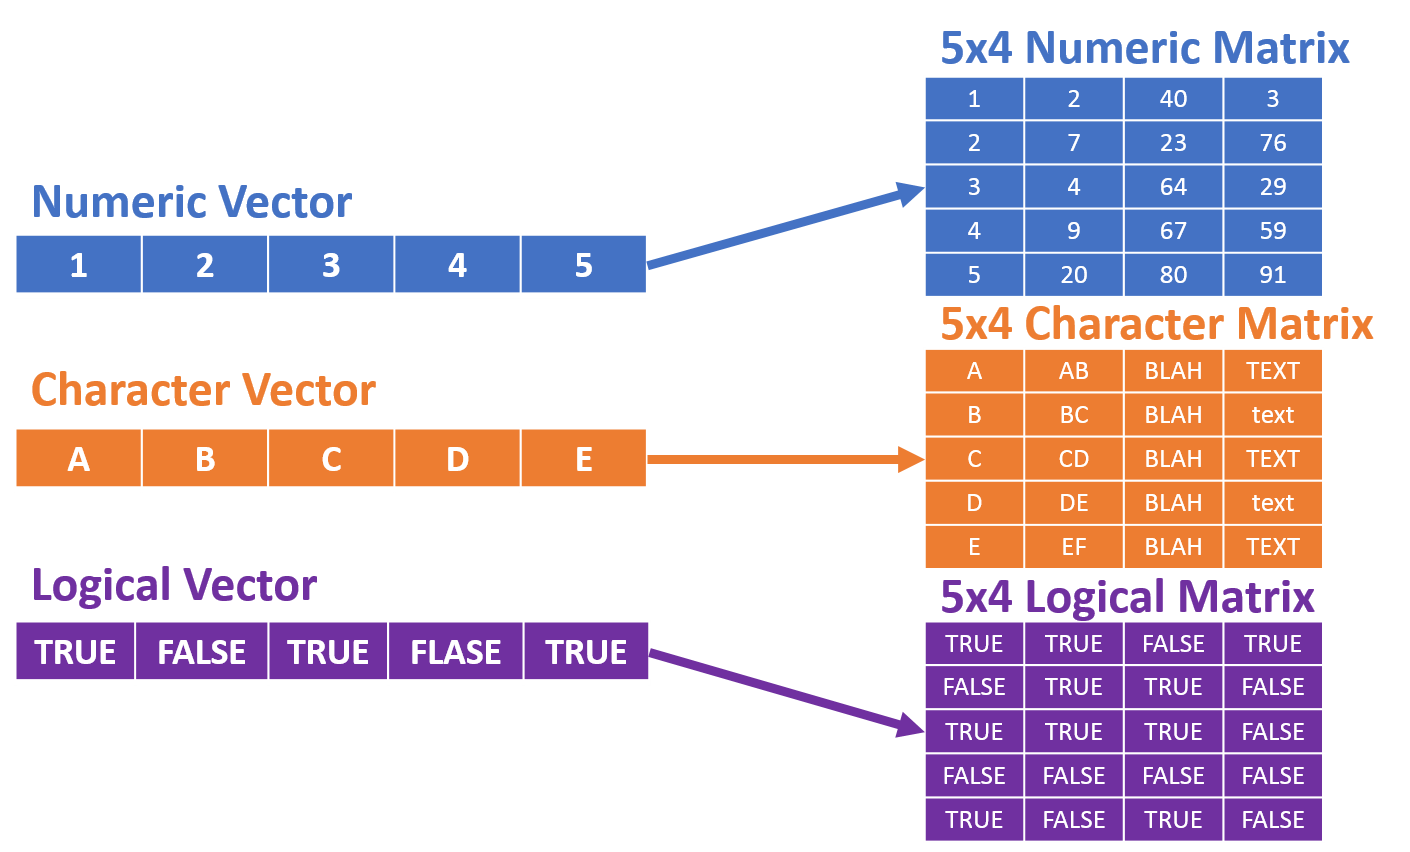 Numeric Vector
1 2 3 4 5
Character Vector
A B C D E
Logical Vector
TRUE FALSE TRUE FLASE TRUE
5x4 Numeric Matrix
1 2 40 3
2 7 23 76
3 4 64 29
4 9 67 59
5 20 80 91
5x4 Character Matrix
A AB BLAH TEXT
B BC BLAH text
C CD BLAH TEXT
D DE BLAH text
E EF BLAH TEXT
5x4 Logical Matrix
TRUE TRUE FALSE TRUE
FALSE TRUE TRUE FALSE
TRUE TRUE TRUE FALSE
FALSE FALSE FALSE FALSE
TRUE FALSE TRUE FALSE